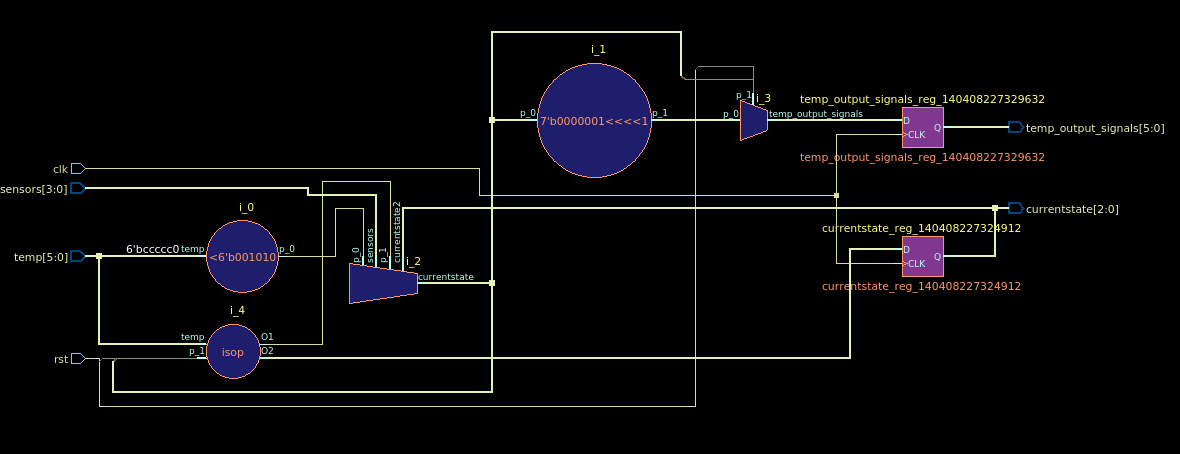 i_1
p_0
7'b0000001<<<<1
p_1
p_1
i_3
p_0
temp_output_signals
temp_output_signals_reg_140408227329632
D
Q
>CLK
temp_output_signals[5:0]
temp_output_signals_reg_140408227329632
clk
sensors[3:0]
i_0
6'bccccc0
temp
<6'b001010
p_0
temp[5:0]
p_0
sensors
p_1
currentstate2
i_2
currentstate
currentstate[2:0]
currentstate_reg_140408227324912
D
Q
>CLK
currentstate_reg_140408227324912
i_4
temp
O1
p_1
isop
O2
rst